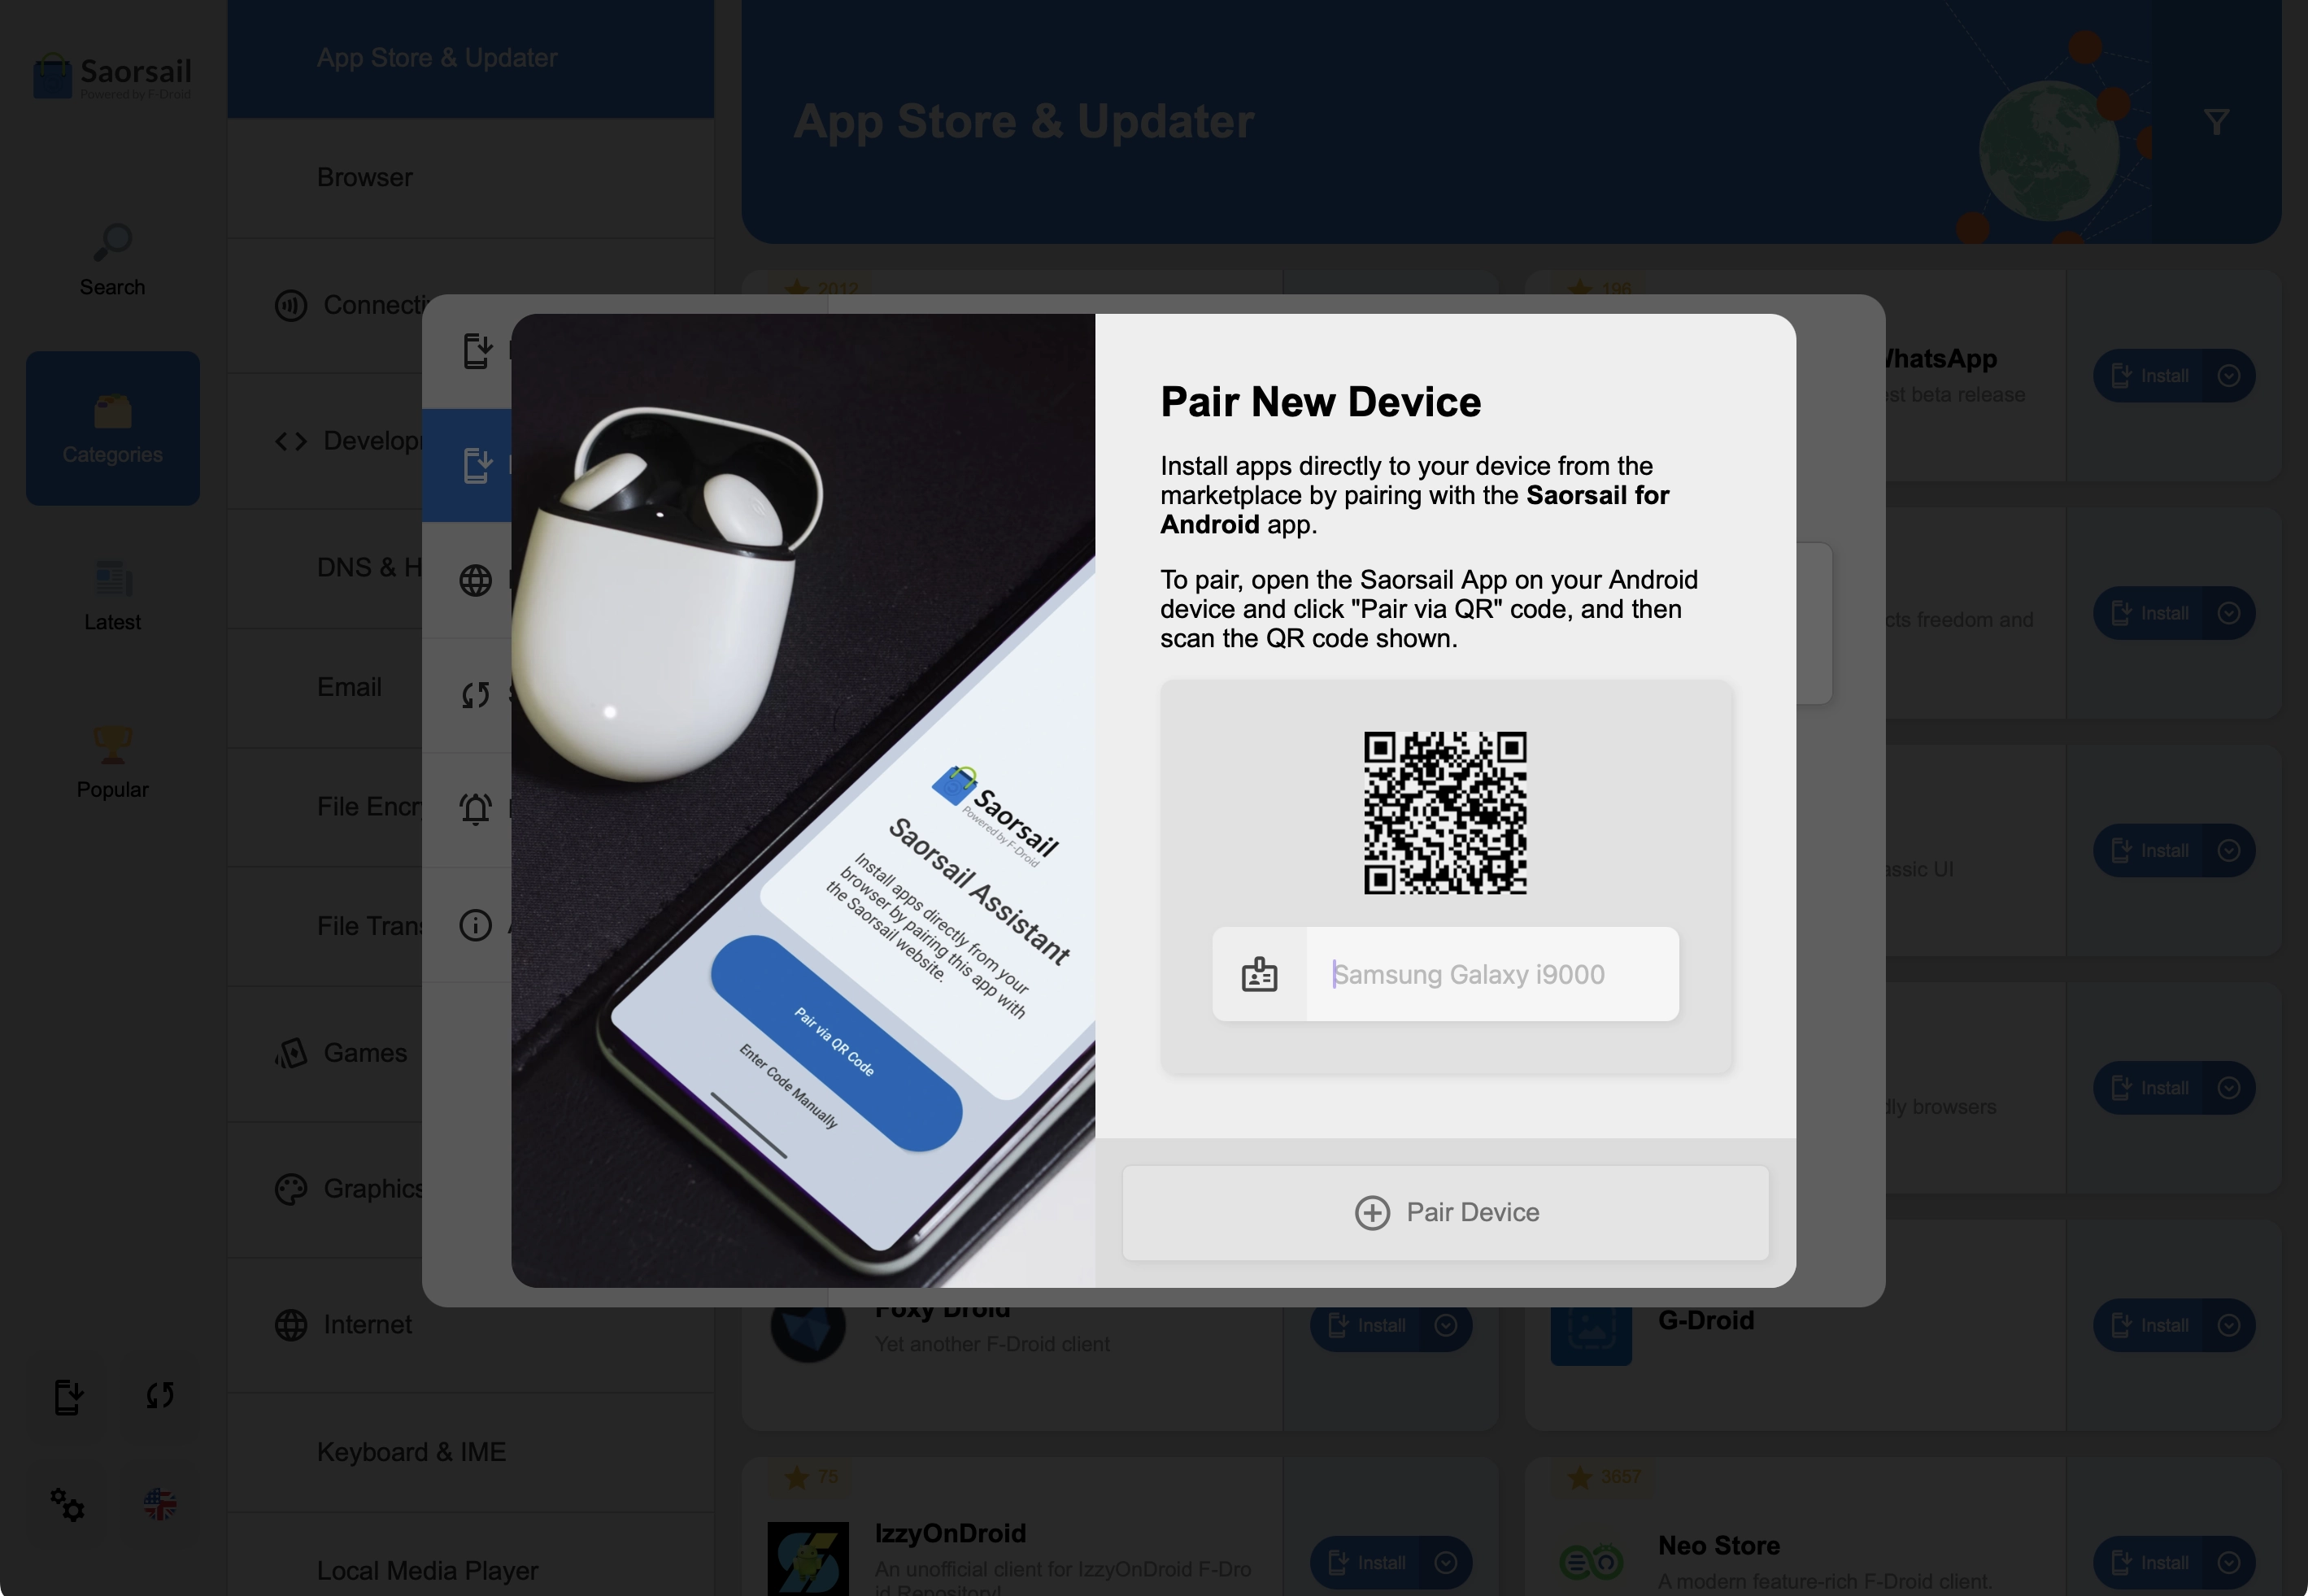 Saorsail
Powered by F-Droid
Search
Categories
Latest
Popular
App Store & Updater
Browser
Connecti
Develop
DNS & H
Email
File Encr
File Trans
Games
Graphics
Internet
Keyboard & IME
Local Media Player
App Store & Updater
2012
196
WhatsApp
est beta release
Install
cts freedom and
Install
assic UI
Install
dly browsers
Install
Foxy Droid
Yet another F-Droid client
Install
G-Droid
Install
75
IzzyOnDroid
An unofficial client for IzzyOnDroid F-Dro
id Repository!
Install
3657
Neo Store
A modern feature-rich F-Droid client.
Install
Saorsail
Powered by F-Droid
Saorsail Assistant
Install apps directly from your
browser by pairing this app with
the Saorsail website.
Pair via QR Code
Enter Code Manually
Pair New Device
Install apps directly to your device from the
marketplace by pairing with the Saorsail for
Android app.
To pair, open the Saorsail App on your Android
device and click "Pair via QR" code, and then
scan the QR code shown.
Samsung Galaxy i9000
Pair Device